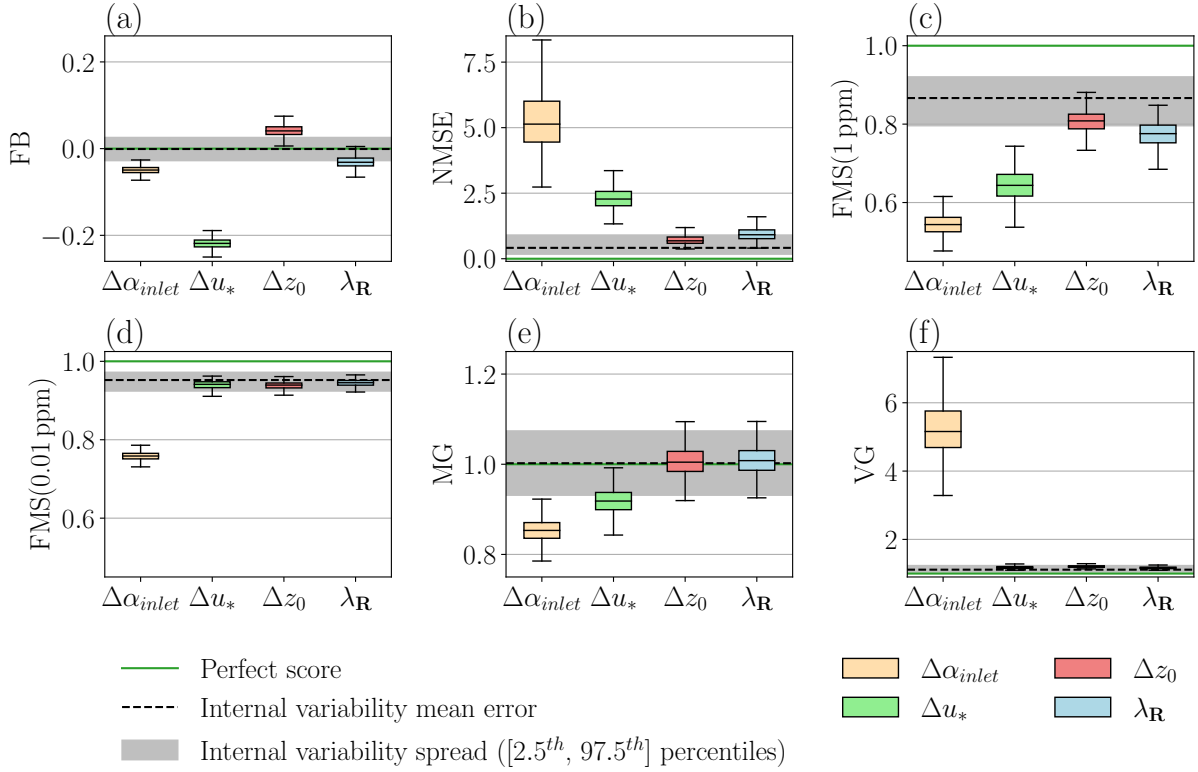 (a)
(b)
(c)
FB
0.2
0.0
−0.2
Δα_inlet Δu_* Δz_0 λ_R
NMSE
7.5
5.0
2.5
0.0
Δα_inlet Δu_* Δz_0 λ_R
FMS(1 ppm)
1.0
0.8
0.6
Δα_inlet Δu_* Δz_0 λ_R
(d)
(e)
(f)
FMS(0.01 ppm)
1.0
0.8
0.6
Δα_inlet Δu_* Δz_0 λ_R
MG
1.2
1.0
0.8
Δα_inlet Δu_* Δz_0 λ_R
VG
6
4
2
Δα_inlet Δu_* Δz_0 λ_R
Perfect score
Internal variability mean error
Internal variability spread ([2.5^th, 97.5^th] percentiles)
Δα_inlet
Δu_*
Δz_0
λ_R